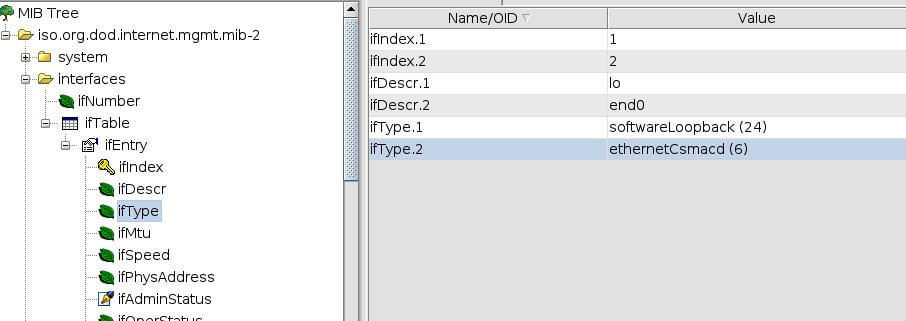 MIB Tree
iso.org.dod.internet.mgmt.mib-2
system
interfaces
ifNumber
ifTable
ifEntry
ifIndex
ifDescr
ifType
ifMtu
ifSpeed
ifPhysAddress
ifAdminStatus
ifOperStatus
Name/OID Value
ifIndex.1 1
ifIndex.2 2
ifDescr.1 lo
ifDescr.2 end0
ifType.1 softwareLoopback (24)
ifType.2 ethernetCsmacd (6)